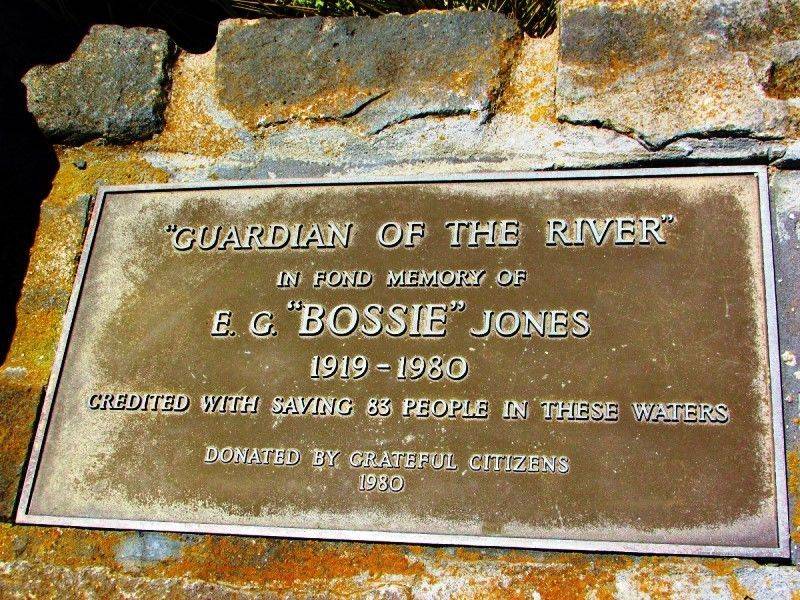 "GUARDIAN OF THE RIVER"
IN FOND MEMORY OF
E. G. "BOSSIE" JONES
1919 - 1980
CREDITED WITH SAVING 83 PEOPLE IN THESE WATERS
DONATED BY GRATEFUL CITIZENS
1980